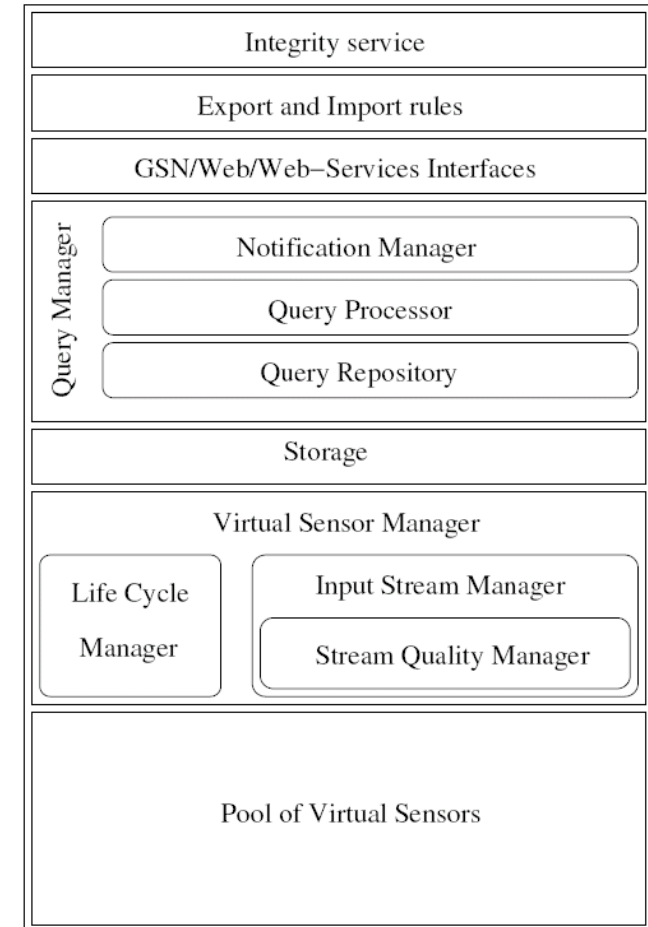 Integrity service
Export and Import rules
GSN/Web/Web−Services Interfaces
Query Manager
Notification Manager
Query Processor
Query Repository
Storage
Virtual Sensor Manager
Life Cycle
Manager
Input Stream Manager
Stream Quality Manager
Pool of Virtual Sensors